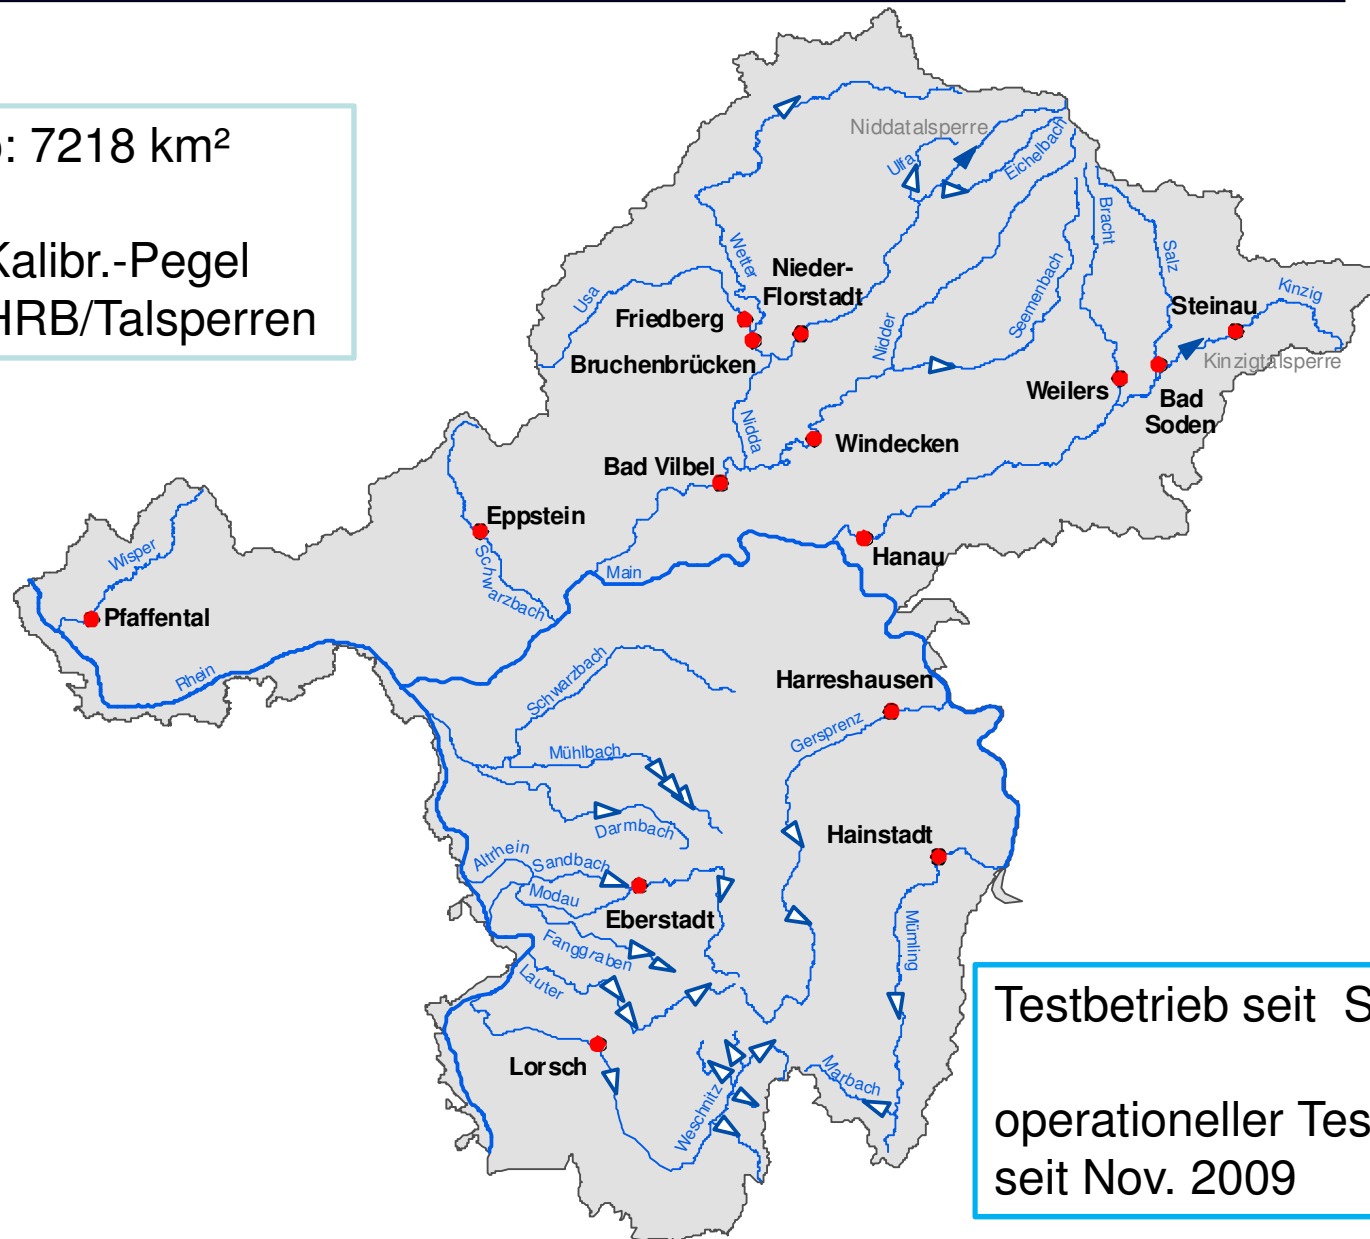 : 7218 km²
Kalibr.-Pegel
HRB/Talsperren
Niddatalsperre
Ulfa
Eichelbach
Wetter
Nieder-
Florstadt
Bracht
Salz
Usa
Friedberg
Bruchenbrücken
Nidder
Seemenbach
Steinau
Kinzig
Kinzigtalsperre
Weilers
Bad
Soden
Nidda
Windecken
Bad Vilbel
Eppstein
Schwarzbach
Wisper
Pfaffental
Main
Hanau
Rhein
Schwarzbach
Harreshausen
Gersprenz
Mühlbach
Darmbach
Hainstadt
Altrhein
Sandbach
Modau
Eberstadt
Fanggraben
Lauter
Mümling
Lorsch
Weschnitz
Marbach
Testbetrieb seit S
operationeller Tes
seit Nov. 2009